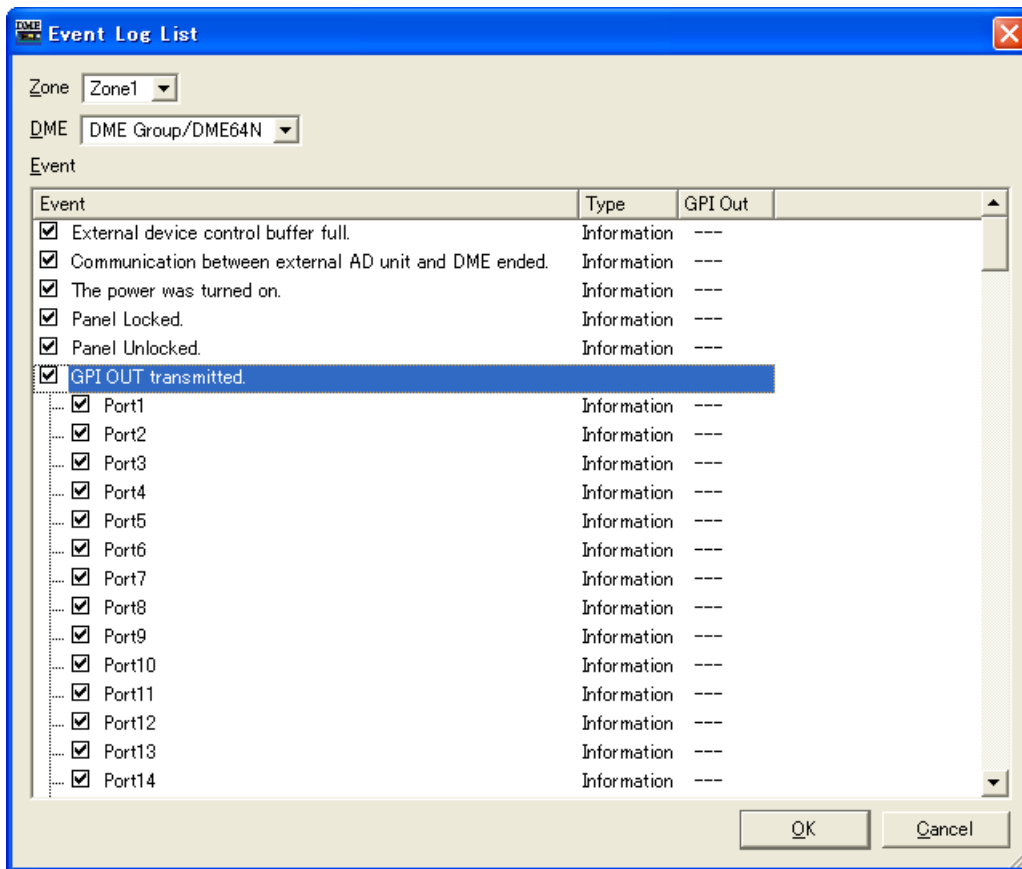 DME Event Log List
Zone Zone1
DME DME Group/DME64N
Event
Event Type GPI Out
External device control buffer full. Information ---
Communication between external AD unit and DME ended. Information ---
The power was turned on. Information ---
Panel Locked. Information ---
Panel Unlocked. Information ---
GPI OUT transmitted.
Port1 Information ---
Port2 Information ---
Port3 Information ---
Port4 Information ---
Port5 Information ---
Port6 Information ---
Port7 Information ---
Port8 Information ---
Port9 Information ---
Port10 Information ---
Port11 Information ---
Port12 Information ---
Port13 Information ---
Port14 Information ---
OK Cancel